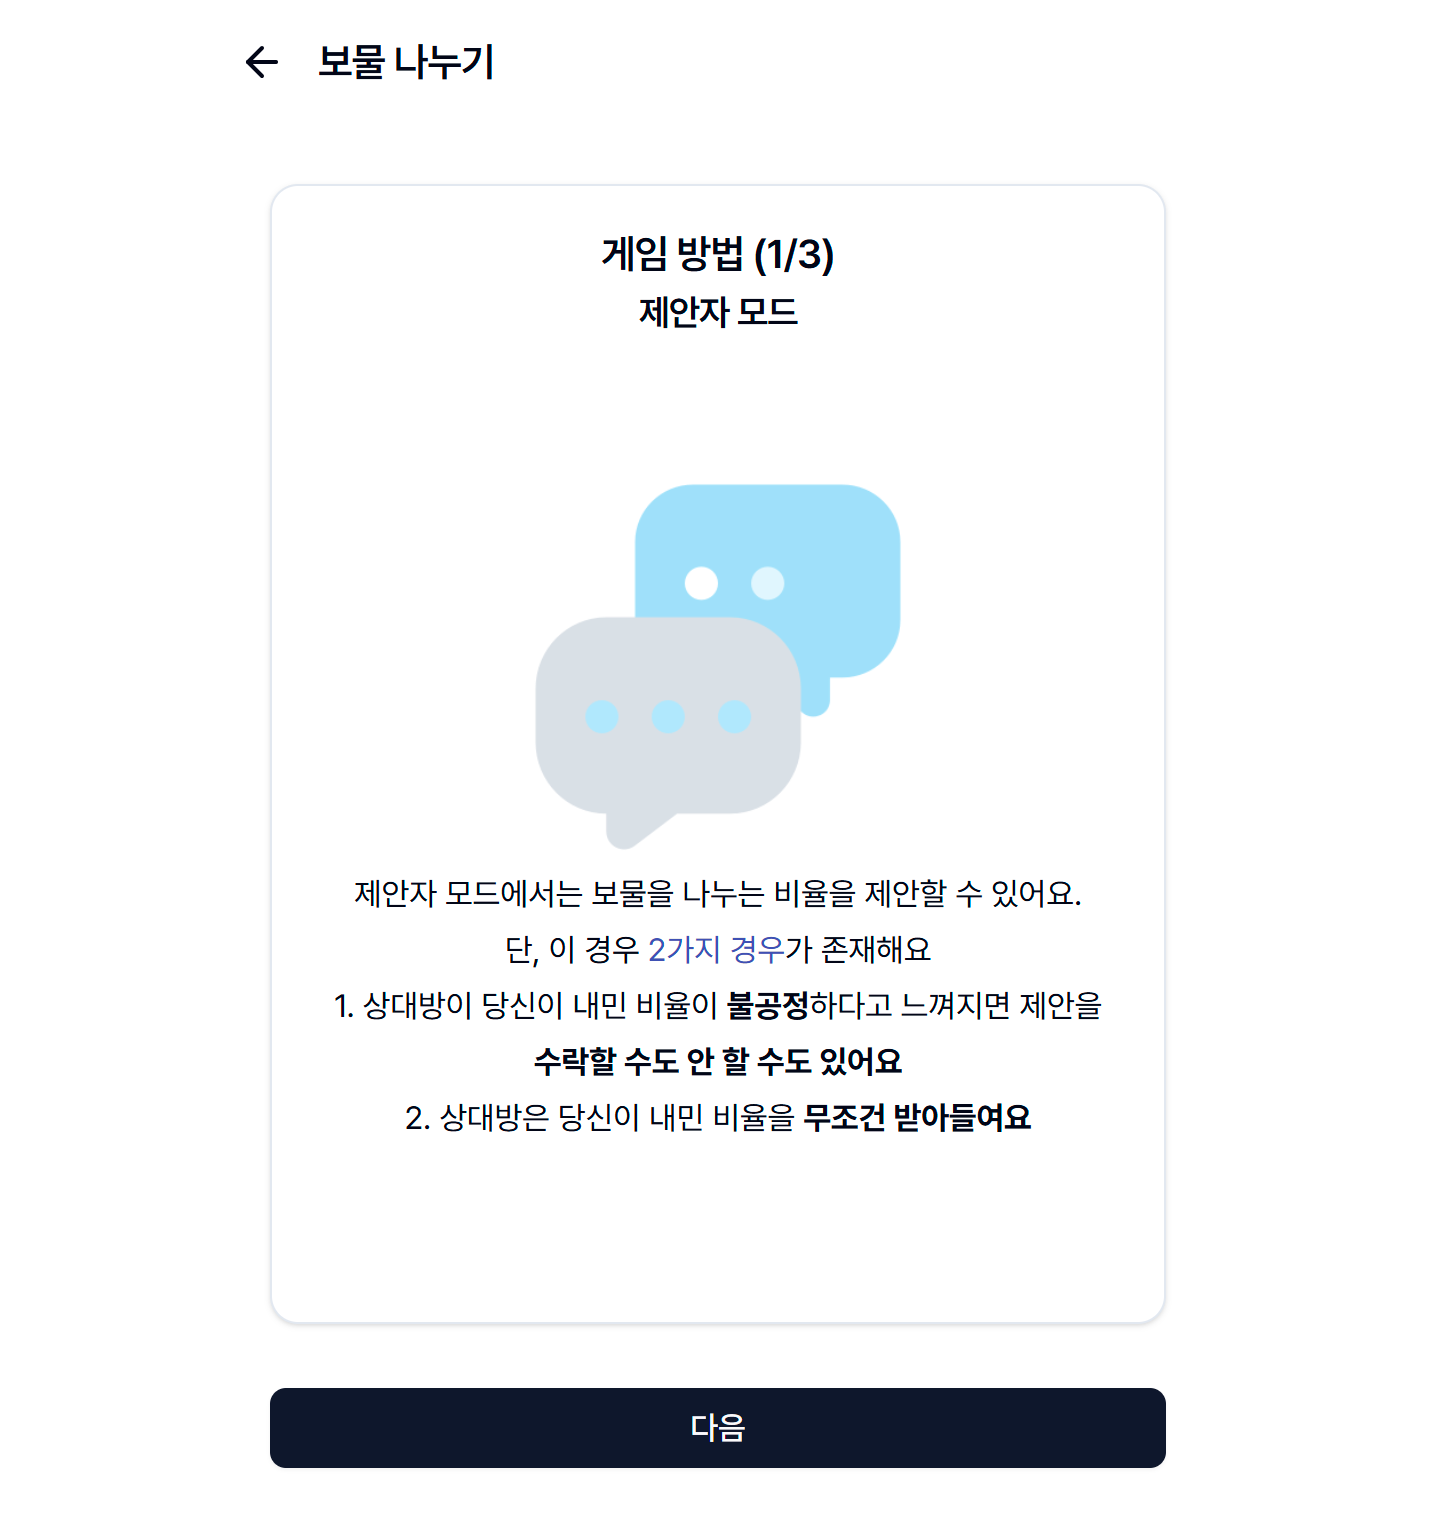 보물 나누기
게임 방법 (1/3)
제안자 모드
제안자 모드에서는 보물을 나누는 비율을 제안할 수 있어요.
단, 이 경우 2가지 경우가 존재해요
1. 상대방이 당신이 내민 비율이 불공정하다고 느껴지면 제안을
수락할 수도 안 할 수도 있어요
2. 상대방은 당신이 내민 비율을 무조건 받아들여요
다음